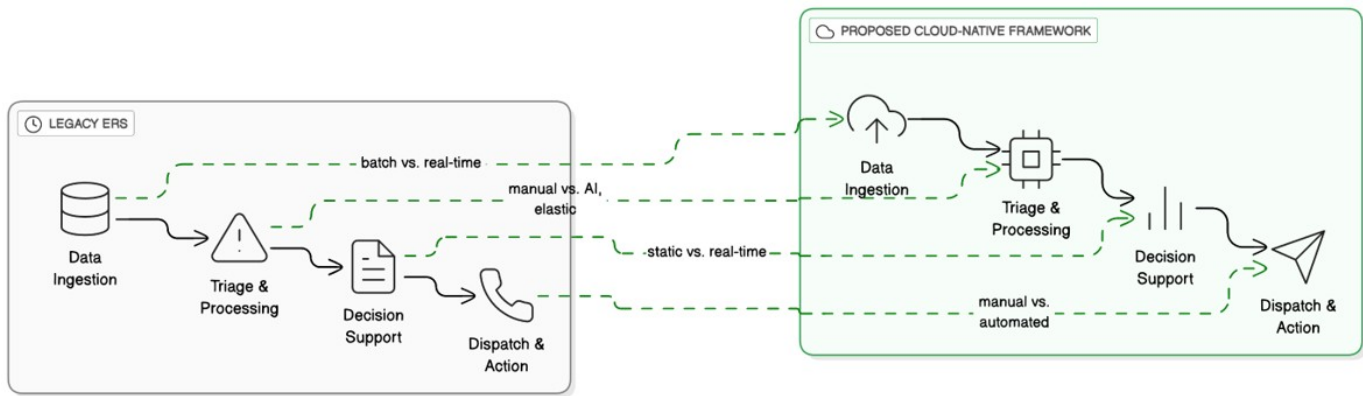 PROPOSED CLOUD-NATIVE FRAMEWORK
LEGACY ERS
batch vs. real-time
manual vs. AI,
elastic
static vs. real-time
manual vs.
automated
Data
Ingestion
Triage &
Processing
Decision
Support
Dispatch &
Action
Data
Ingestion
Triage &
Processing
Decision
Support
Dispatch &
Action